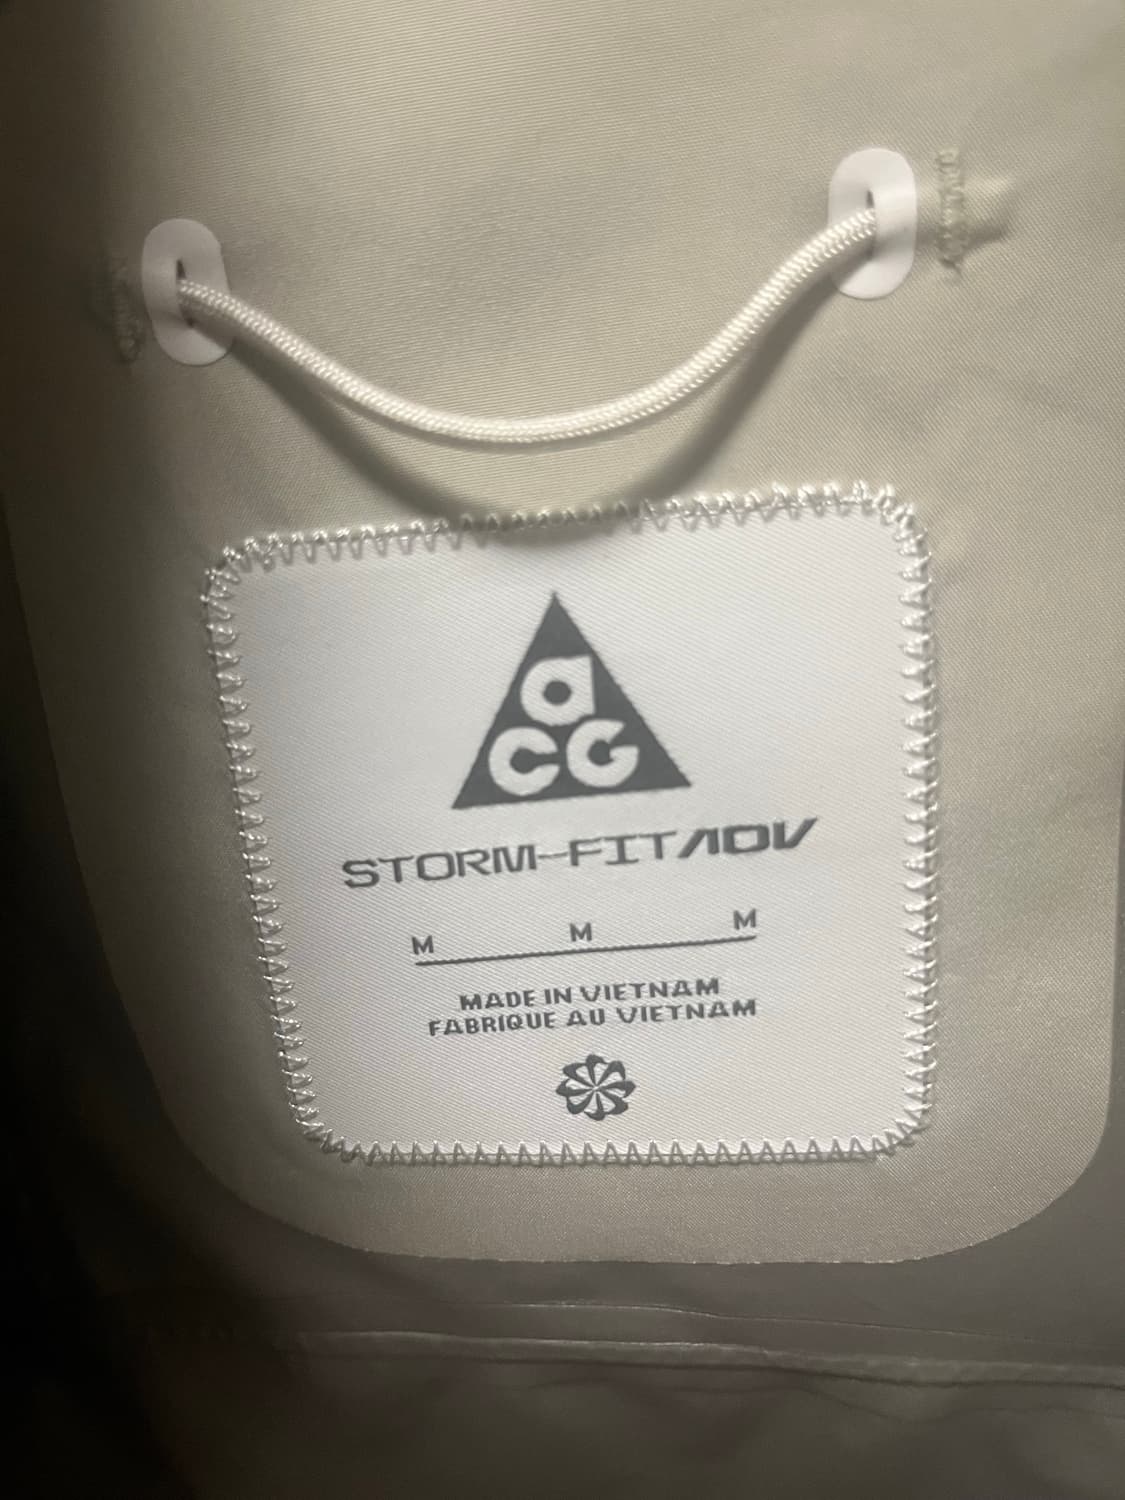 acg
STORM-FIT ADV
M M M
MADE IN VIETNAM
FABRIQUE AU VIETNAM